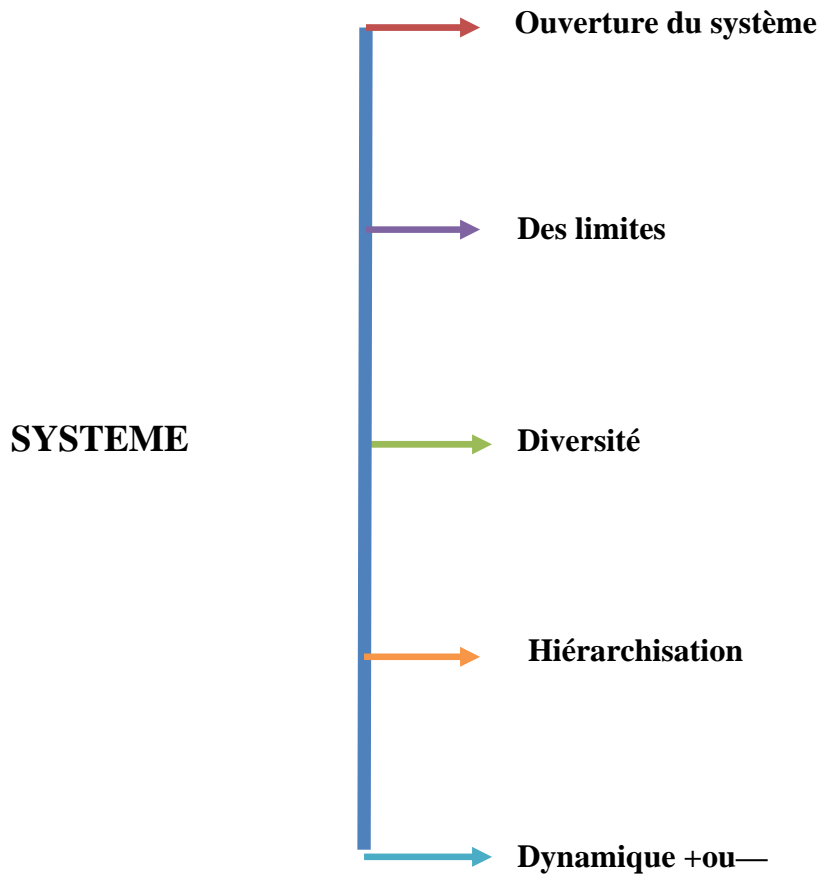 Ouverture du système
Des limites
SYSTEME
Diversité
Hiérarchisation
Dynamique +ou—